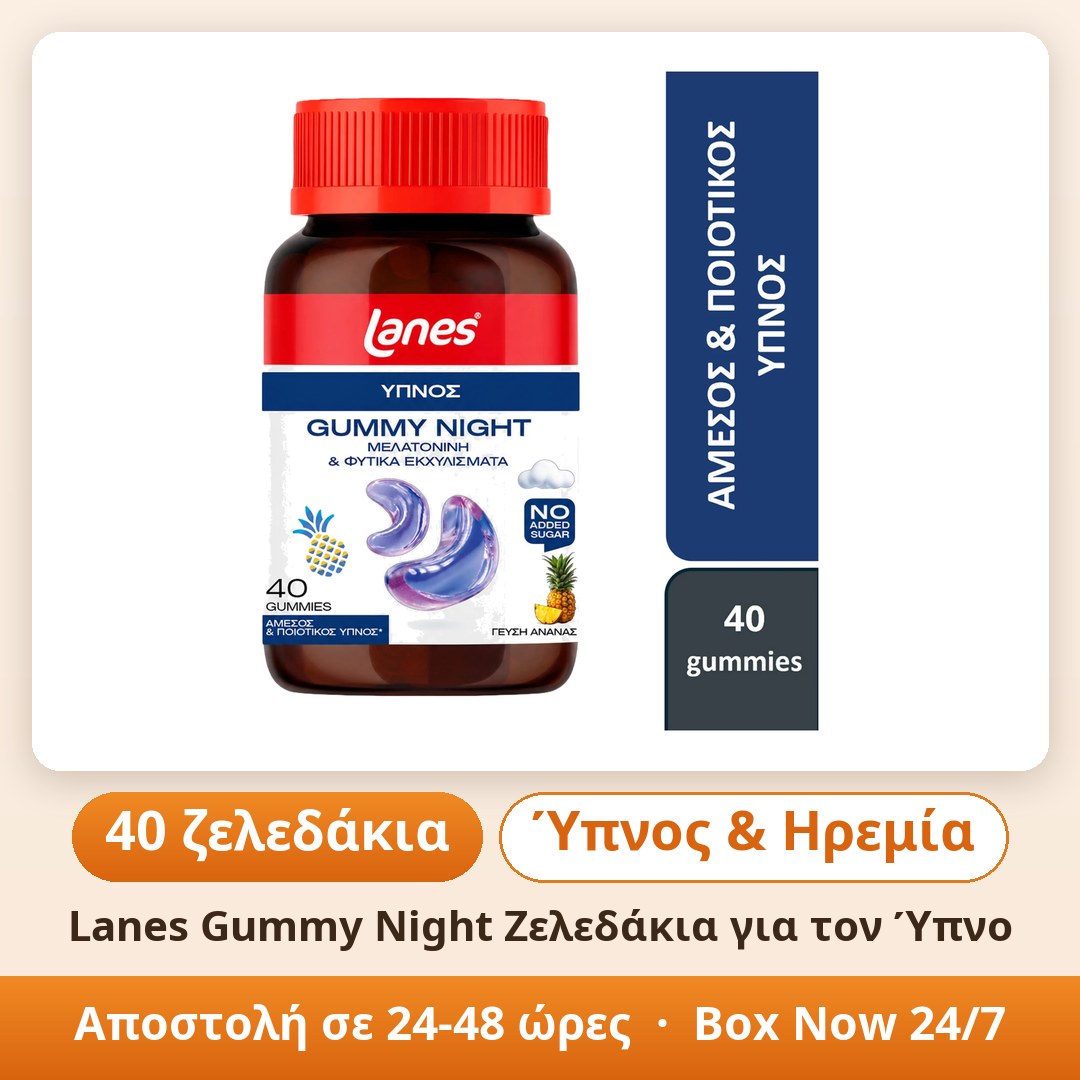 Lanes®
ΥΠΝΟΣ
GUMMY NIGHT
ΜΕΛΑΤΟΝΙΝΗ
& ΦΥΤΙΚΑ ΕΚΧΥΛΙΣΜΑΤΑ
NO
ADDED
SUGAR
40
GUMMIES
ΑΜΕΣΟΣ
& ΠΟΙΟΤΙΚΟΣ ΥΠΝΟΣ*
ΓΕΥΣΗ ΑΝΑΝΑΣ
ΑΜΕΣΟΣ & ΠΟΙΟΤΙΚΟΣ
ΥΠΝΟΣ
40
gummies
40 ζελεδάκια
Ύπνος & Ηρεμία
Lanes Gummy Night Ζελεδάκια για τον Ύπνο
Αποστολή σε 24-48 ώρες · Box Now 24/7